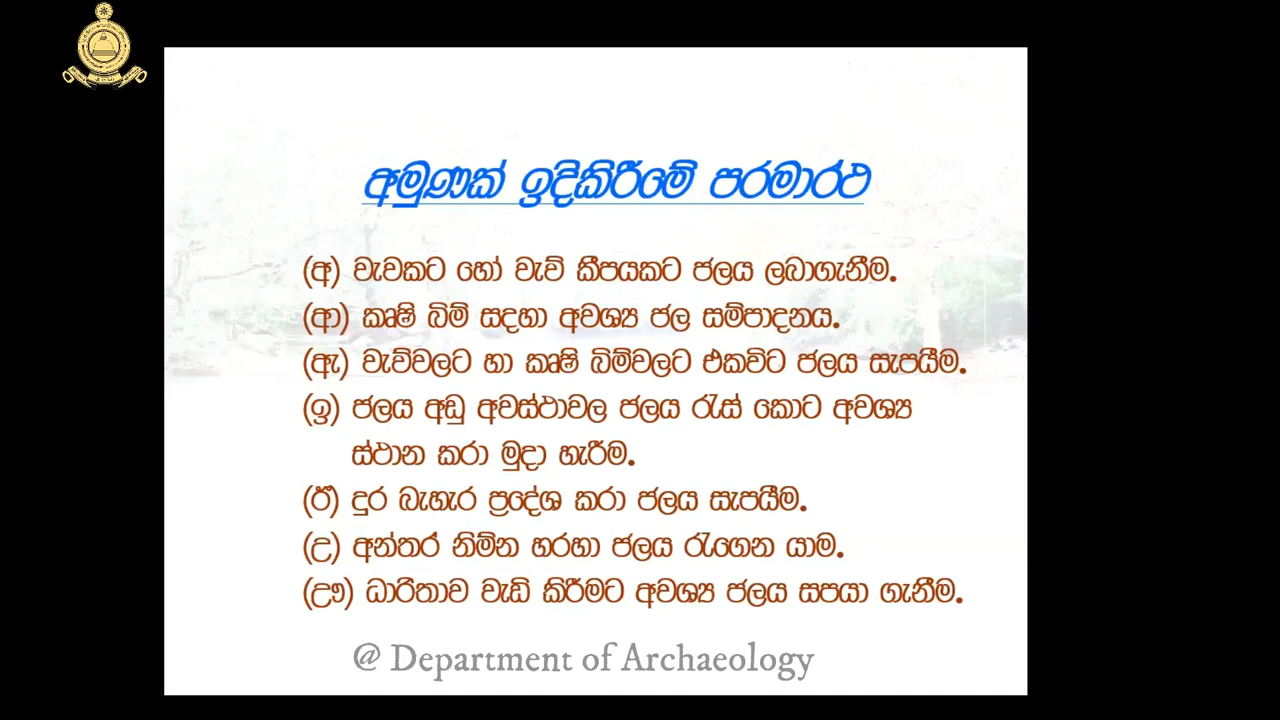 අමුණක් ඉදිකිරීමේ පරමාරථ
(අ) වැවකට හෝ වැව් කීපයකට ජලය ලබාගැනීම.
(ආ) කෘෂි බිම් සදහා අවශ්‍ය ජල සම්පාදනය.
(ඇ) වැව්වලට හා කෘෂි බිම්වලට එකවිට ජලය සැපයීම.
(ඉ) ජලය අඩු අවස්ථාවල ජලය රැස් කොට අවශ්‍ය
ස්ථාන කරා මුදා හැරීම.
(ඊ) දුර බැහැර ප්‍රදේශ කරා ජලය සැපයීම.
(උ) අන්තර් නිම්න හරහා ජලය රැගෙන යාම.
(ඌ) ධාරිතාව වැඩි කිරීමට අවශ්‍ය ජලය සපයා ගැනීම.
@ Department of Archaeology